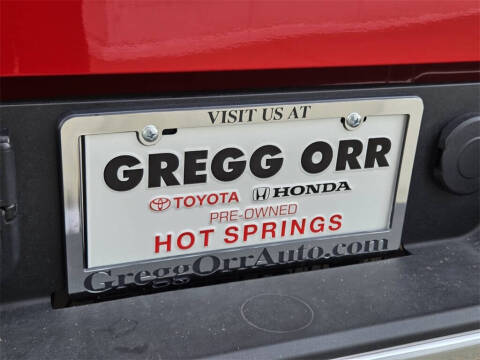 VISIT US AT
GREGG ORR
TOYOTA HONDA
PRE-OWNED
HOT SPRINGS
GreggOrrAuto.com